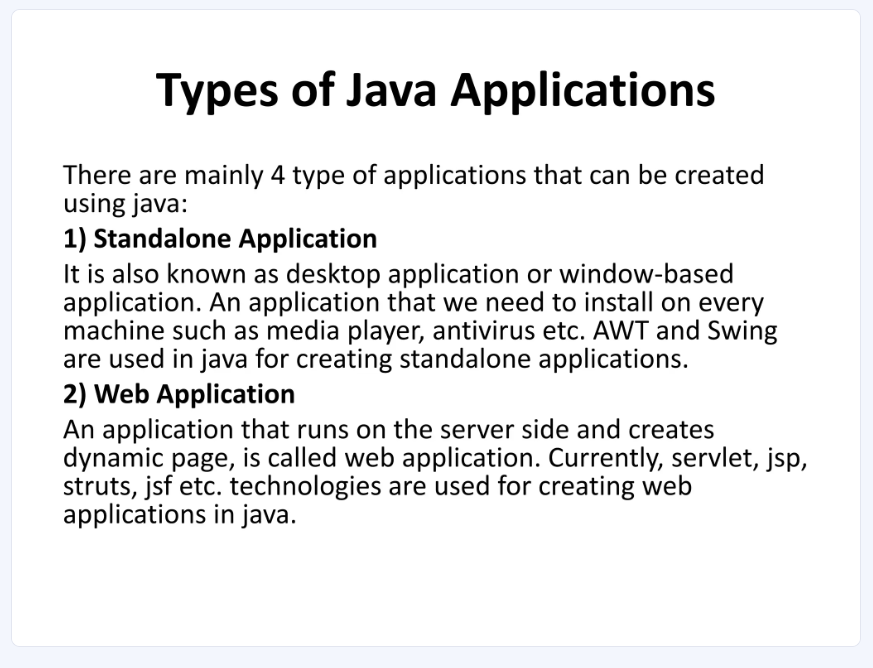 Types of Java Applications
There are mainly 4 type of applications that can be created
using java:
1) Standalone Application
It is also known as desktop application or window-based
application. An application that we need to install on every
machine such as media player, antivirus etc. AWT and Swing
are used in java for creating standalone applications.
2) Web Application
An application that runs on the server side and creates
dynamic page, is called web application. Currently, servlet, jsp,
struts, jsf etc. technologies are used for creating web
applications in java.